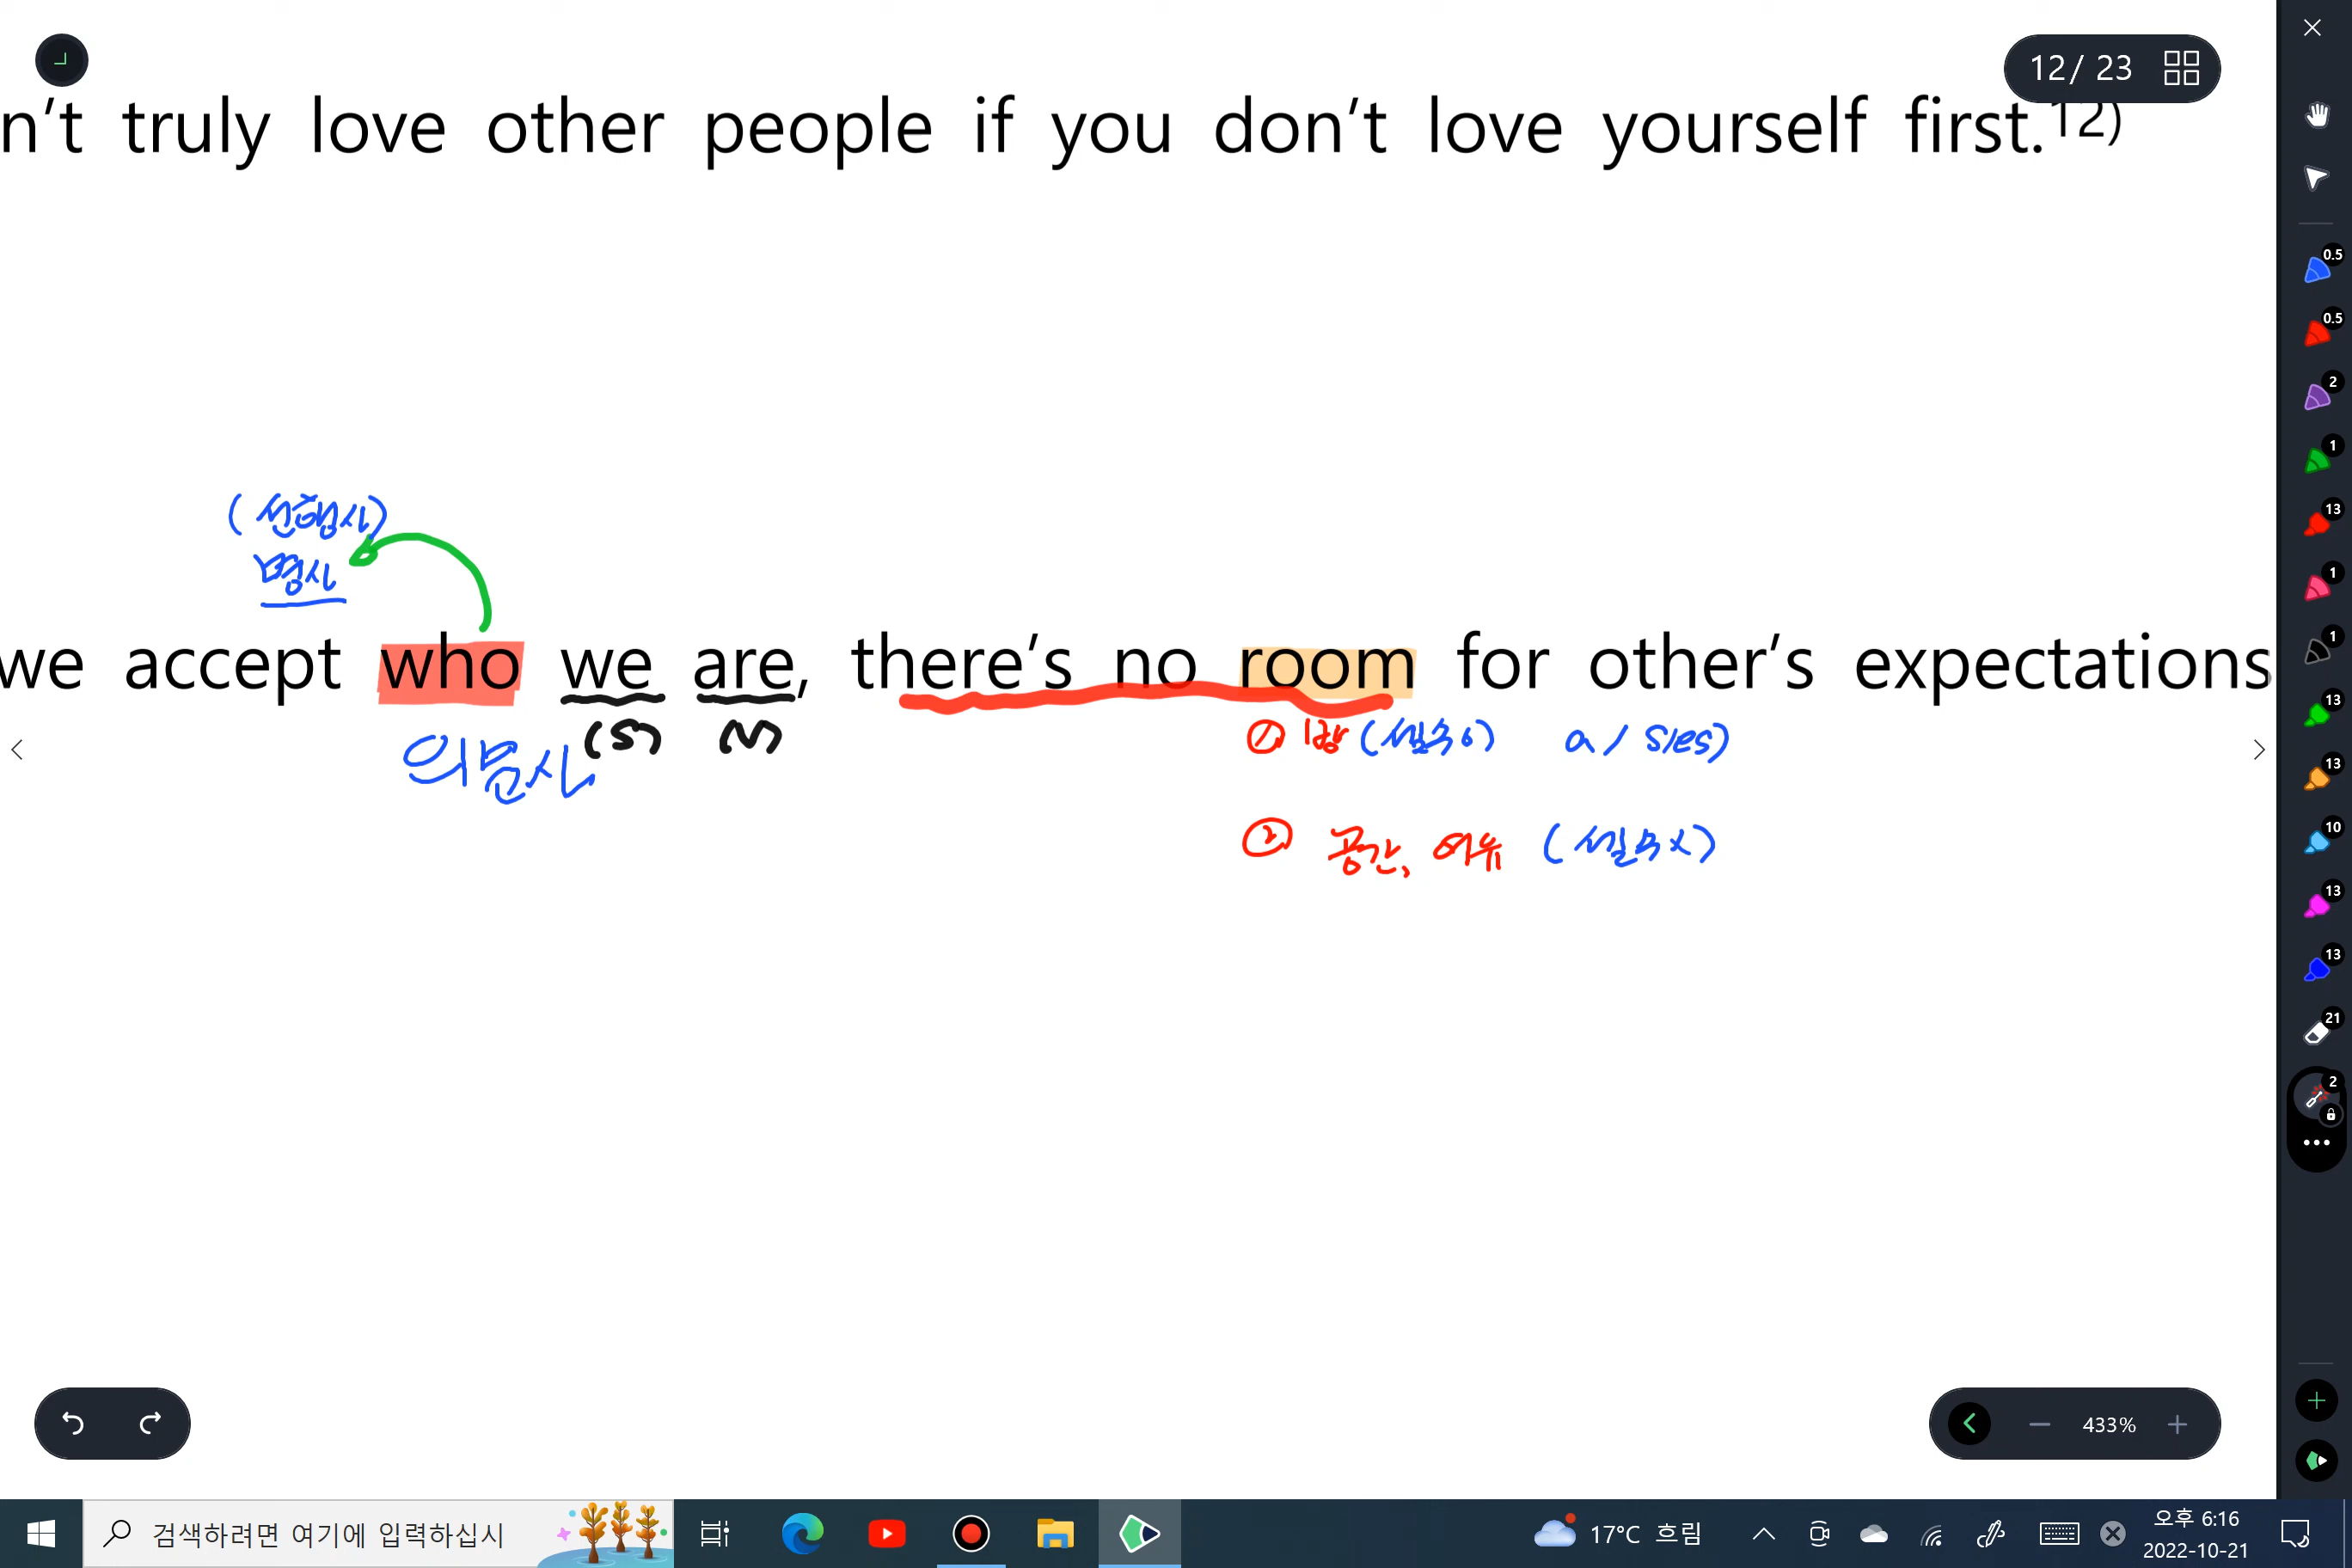 12/ 23
n't truly love other people if you don't love yourself first.12)
(선행사)
명사
we accept who we are, there's no room for other's expectations
의문사 (S) (V)
① 방 (셀수o) a / s/es)
② 공간, 여유 (셀수x)
0.5
0.5
2
1
13
1
1
13
13
10
13
13
21
2
433%
검색하려면 여기에 입력하십시
17°C 흐림
오후 6:16
2022-10-21